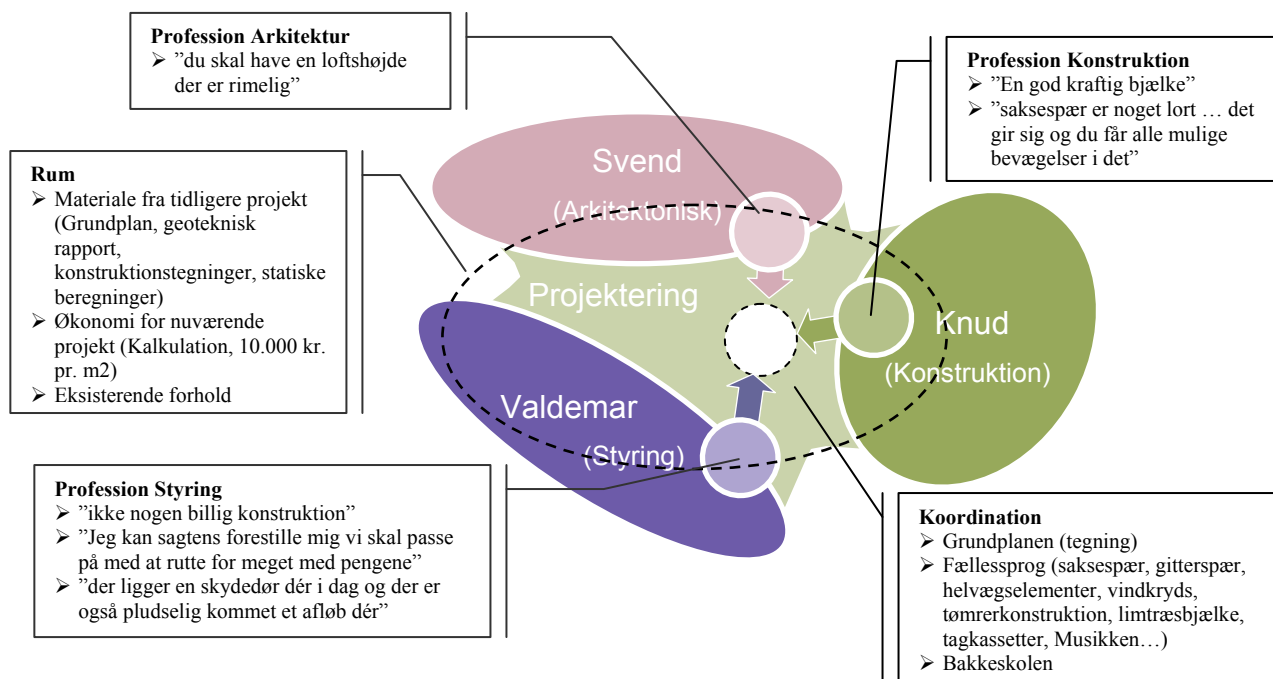 Profession Arkitektur
➢ ”du skal have en loftshøjde
der er rimelig”
Profession Konstruktion
➢ ”En god kraftig bjælke”
➢ ”saksespær er noget lort … det
gir sig og du får alle mulige
bevægelser i det”
Rum
➢ Materiale fra tidligere projekt
(Grundplan, geoteknisk
rapport,
konstruktionstegninger, statiske
beregninger)
➢ Økonomi for nuværende
projekt (Kalkulation, 10.000 kr.
pr. m2)
➢ Eksisterende forhold
Svend
(Arkitektonisk)
Projektering
Knud
(Konstruktion)
Valdemar
(Styring)
Profession Styring
➢ ”ikke nogen billig konstruktion”
➢ ”Jeg kan sagtens forestille mig vi skal passe
på med at rutte for meget med pengene”
➢ ”der ligger en skydedør dér i dag og der er
også pludselig kommet et afløb dér”
Koordination
➢ Grundplanen (tegning)
➢ Fællessprog (saksespær, gitterspær,
helvægselementer, vindkryds,
tømrerkonstruktion, limtræsbjælke,
tagkassetter, Musikken…)
➢ Bakkeskolen